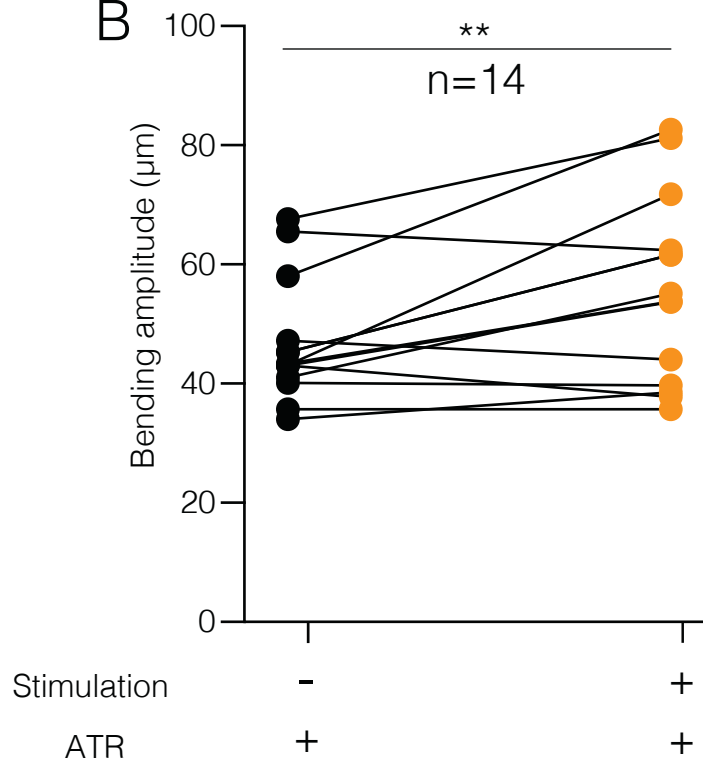 B
100
**
n=14
80
60
40
20
0
Bending amplitude (μm)
Stimulation - +
ATR + +